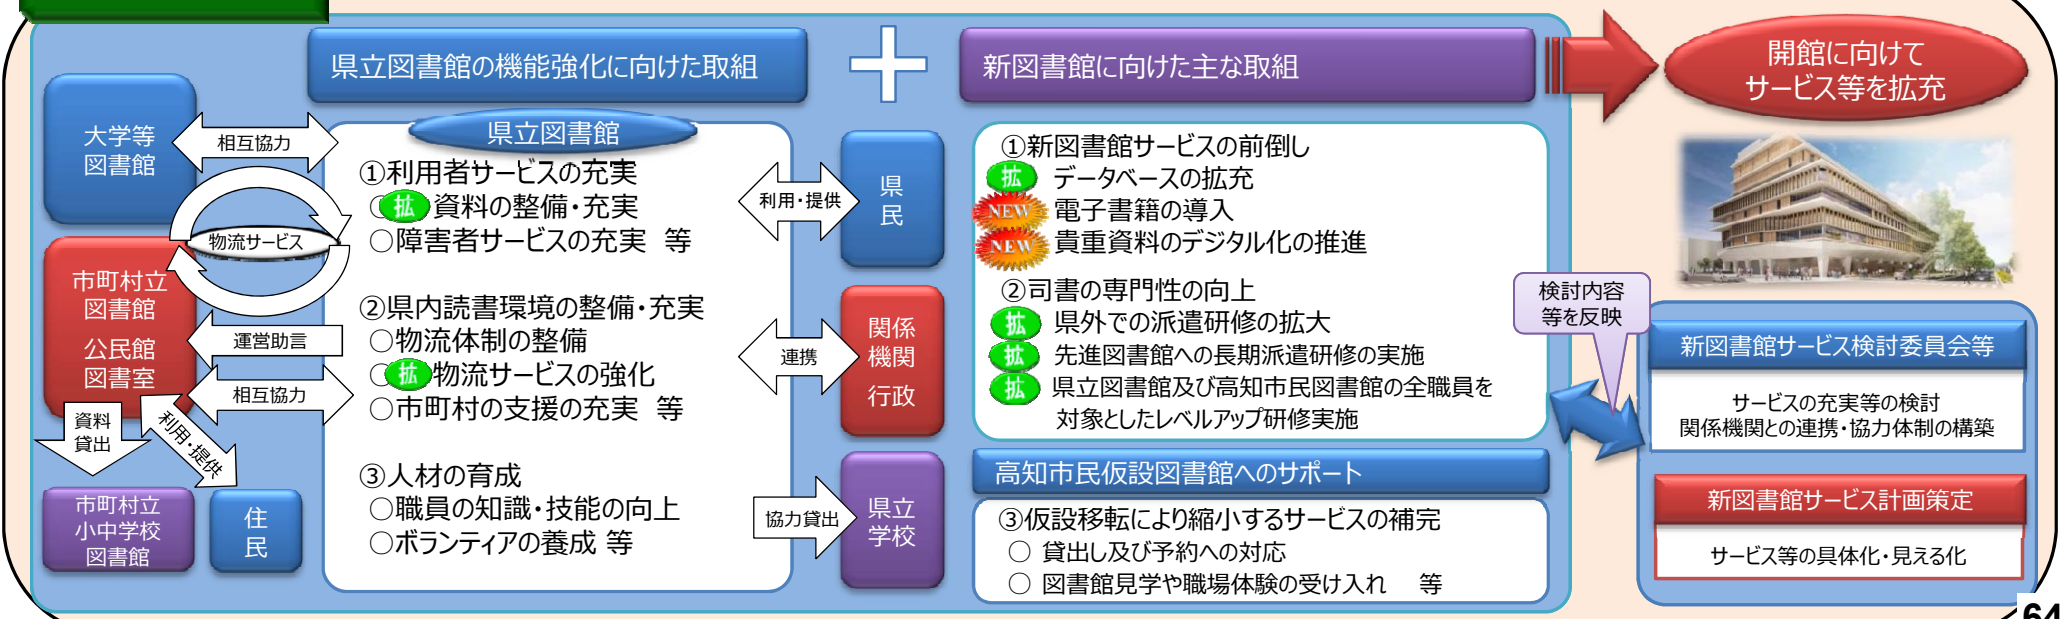 県立図書館の機能強化に向けた取組
新図書館に向けた主な取組
開館に向けて
サービス等を拡充
大学等
図書館
相互協力
物流サービス
市町村立
図書館
公民館
図書室
運営助言
相互協力
資料
貸出
利用・提供
市町村立
小中学校
図書館
住
民
県立図書館
①利用者サービスの充実
○拡 資料の整備・充実
○障害者サービスの充実 等
②県内読書環境の整備・充実
○物流体制の整備
○拡 物流サービスの強化
○市町村の支援の充実 等
③人材の育成
○職員の知識・技能の向上
○ボランティアの養成 等
利用・提供
県
民
連携
関係
機関
行政
協力貸出
県立
学校
①新図書館サービスの前倒し
拡 データベースの拡充
NEW 電子書籍の導入
NEW 貴重資料のデジタル化の推進
②司書の専門性の向上
拡 県外での派遣研修の拡大
拡 先進図書館への長期派遣研修の実施
拡 県立図書館及び高知市民図書館の全職員を
対象としたレベルアップ研修実施
高知市民仮設図書館へのサポート
③仮設移転により縮小するサービスの補完
○ 貸出し及び予約への対応
○ 図書館見学や職場体験の受け入れ 等
検討内容
等を反映
新図書館サービス検討委員会等
サービスの充実等の検討
関係機関との連携・協力体制の構築
新図書館サービス計画策定
サービス等の具体化・見える化
64